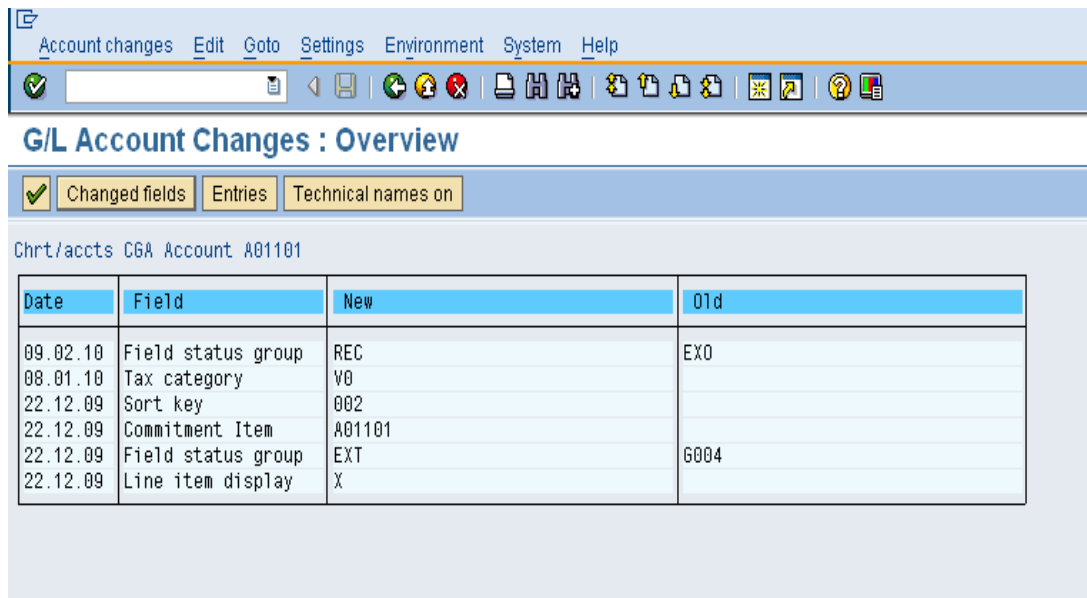 Account changes Edit Goto Settings Environment System Help
G/L Account Changes : Overview
Changed fields Entries Technical names on
Chrt/accts CGA Account A01101
Date Field New Old
09.02.10 Field status group REC EXO
08.01.10 Tax category V0
22.12.09 Sort key 002
22.12.09 Commitment Item A01101
22.12.09 Field status group EXT G004
22.12.09 Line item display X